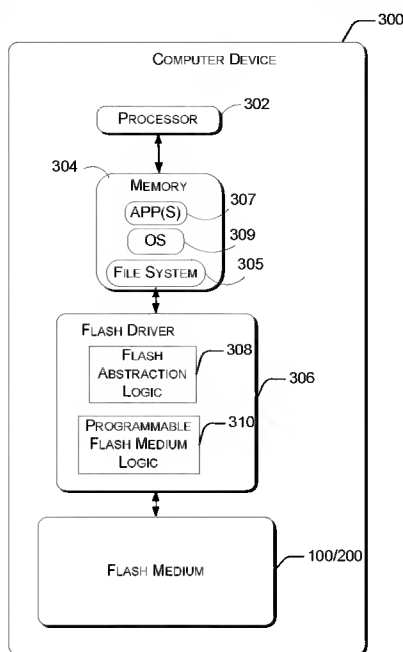 300
COMPUTER DEVICE
302
PROCESSOR
304
MEMORY
APP(S)
307
OS
309
FILE SYSTEM
305
FLASH DRIVER
FLASH
ABSTRACTION
LOGIC
308
306
PROGRAMMABLE
FLASH MEDIUM
LOGIC
310
FLASH MEDIUM
100/200